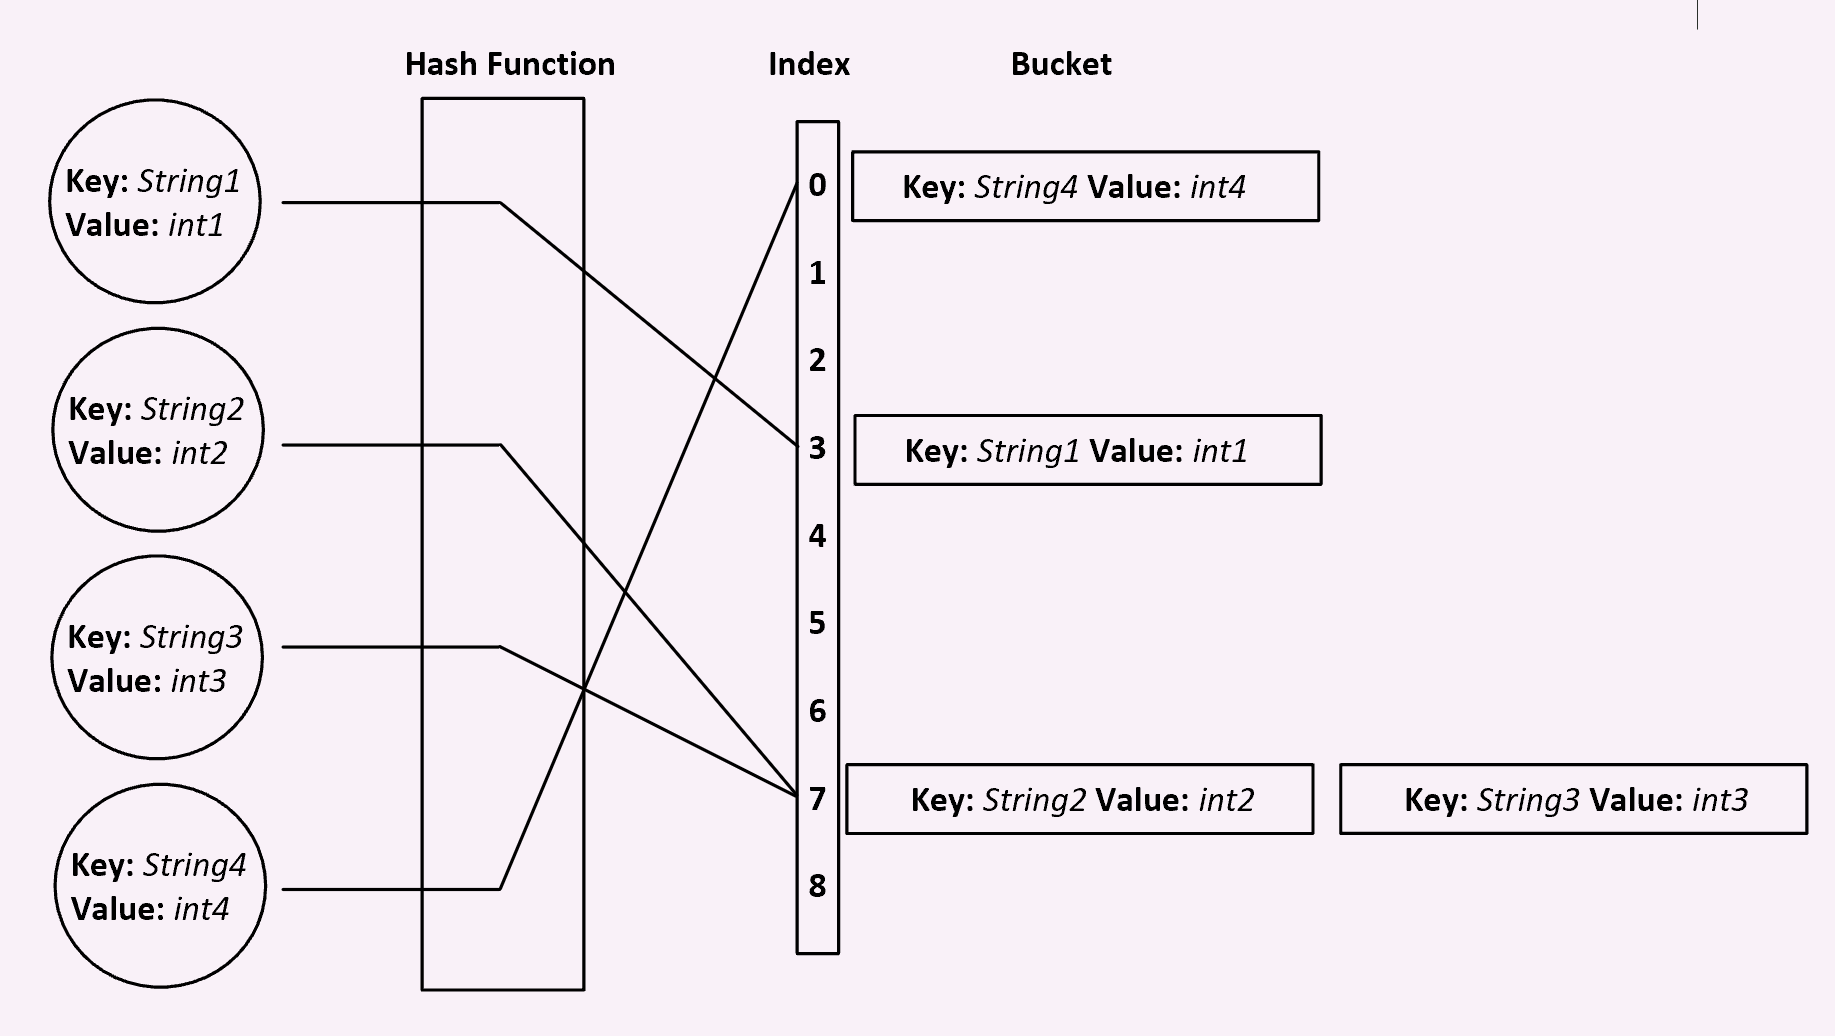 Hash Function
Index
Bucket
Key: String1
Value: int1
Key: String2
Value: int2
Key: String3
Value: int3
Key: String4
Value: int4
0
1
2
3
4
5
6
7
8
Key: String4 Value: int4
Key: String1 Value: int1
Key: String2 Value: int2
Key: String3 Value: int3